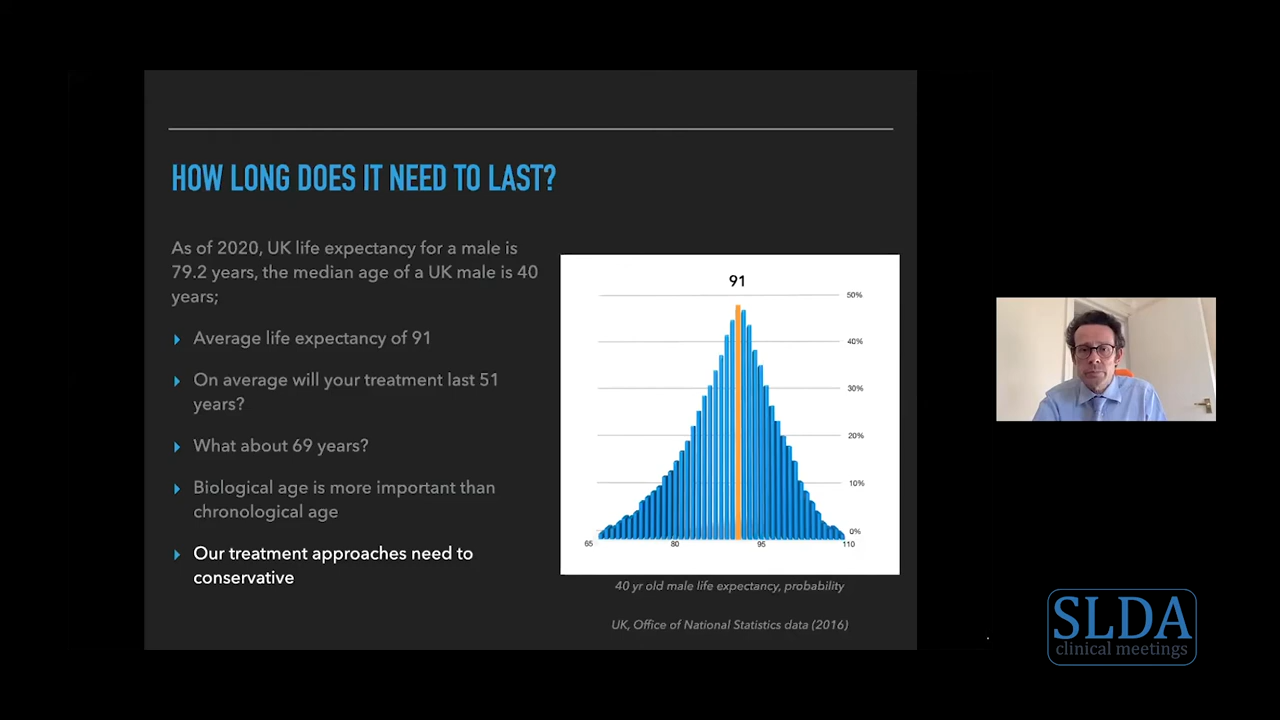 HOW LONG DOES IT NEED TO LAST?
As of 2020, UK life expectancy for a male is
79.2 years, the median age of a UK male is 40
years;
Average life expectancy of 91
On average will your treatment last 51
years?
What about 69 years?
Biological age is more important than
chronological age
Our treatment approaches need to
conservative
91
50%
40%
30%
20%
10%
0%
65 80 95 110
40 yr old male life expectancy, probability
UK, Office of National Statistics data (2016)
SLDA
clinical meetings